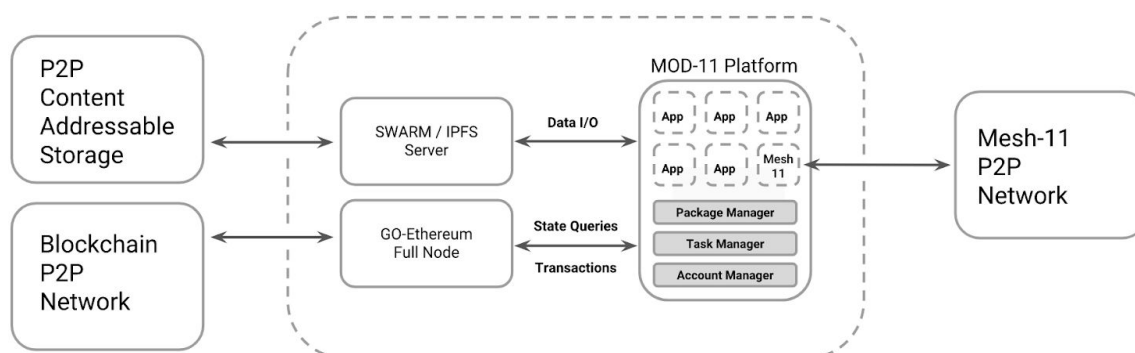 P2P
Content
Addressable
Storage
Blockchain
P2P
Network
SWARM / IPFS
Server
GO-Ethereum
Full Node
Data I/O
State Queries
Transactions
MOD-11 Platform
App App App
App App Mesh
11
Package Manager
Task Manager
Account Manager
Mesh-11
P2P
Network